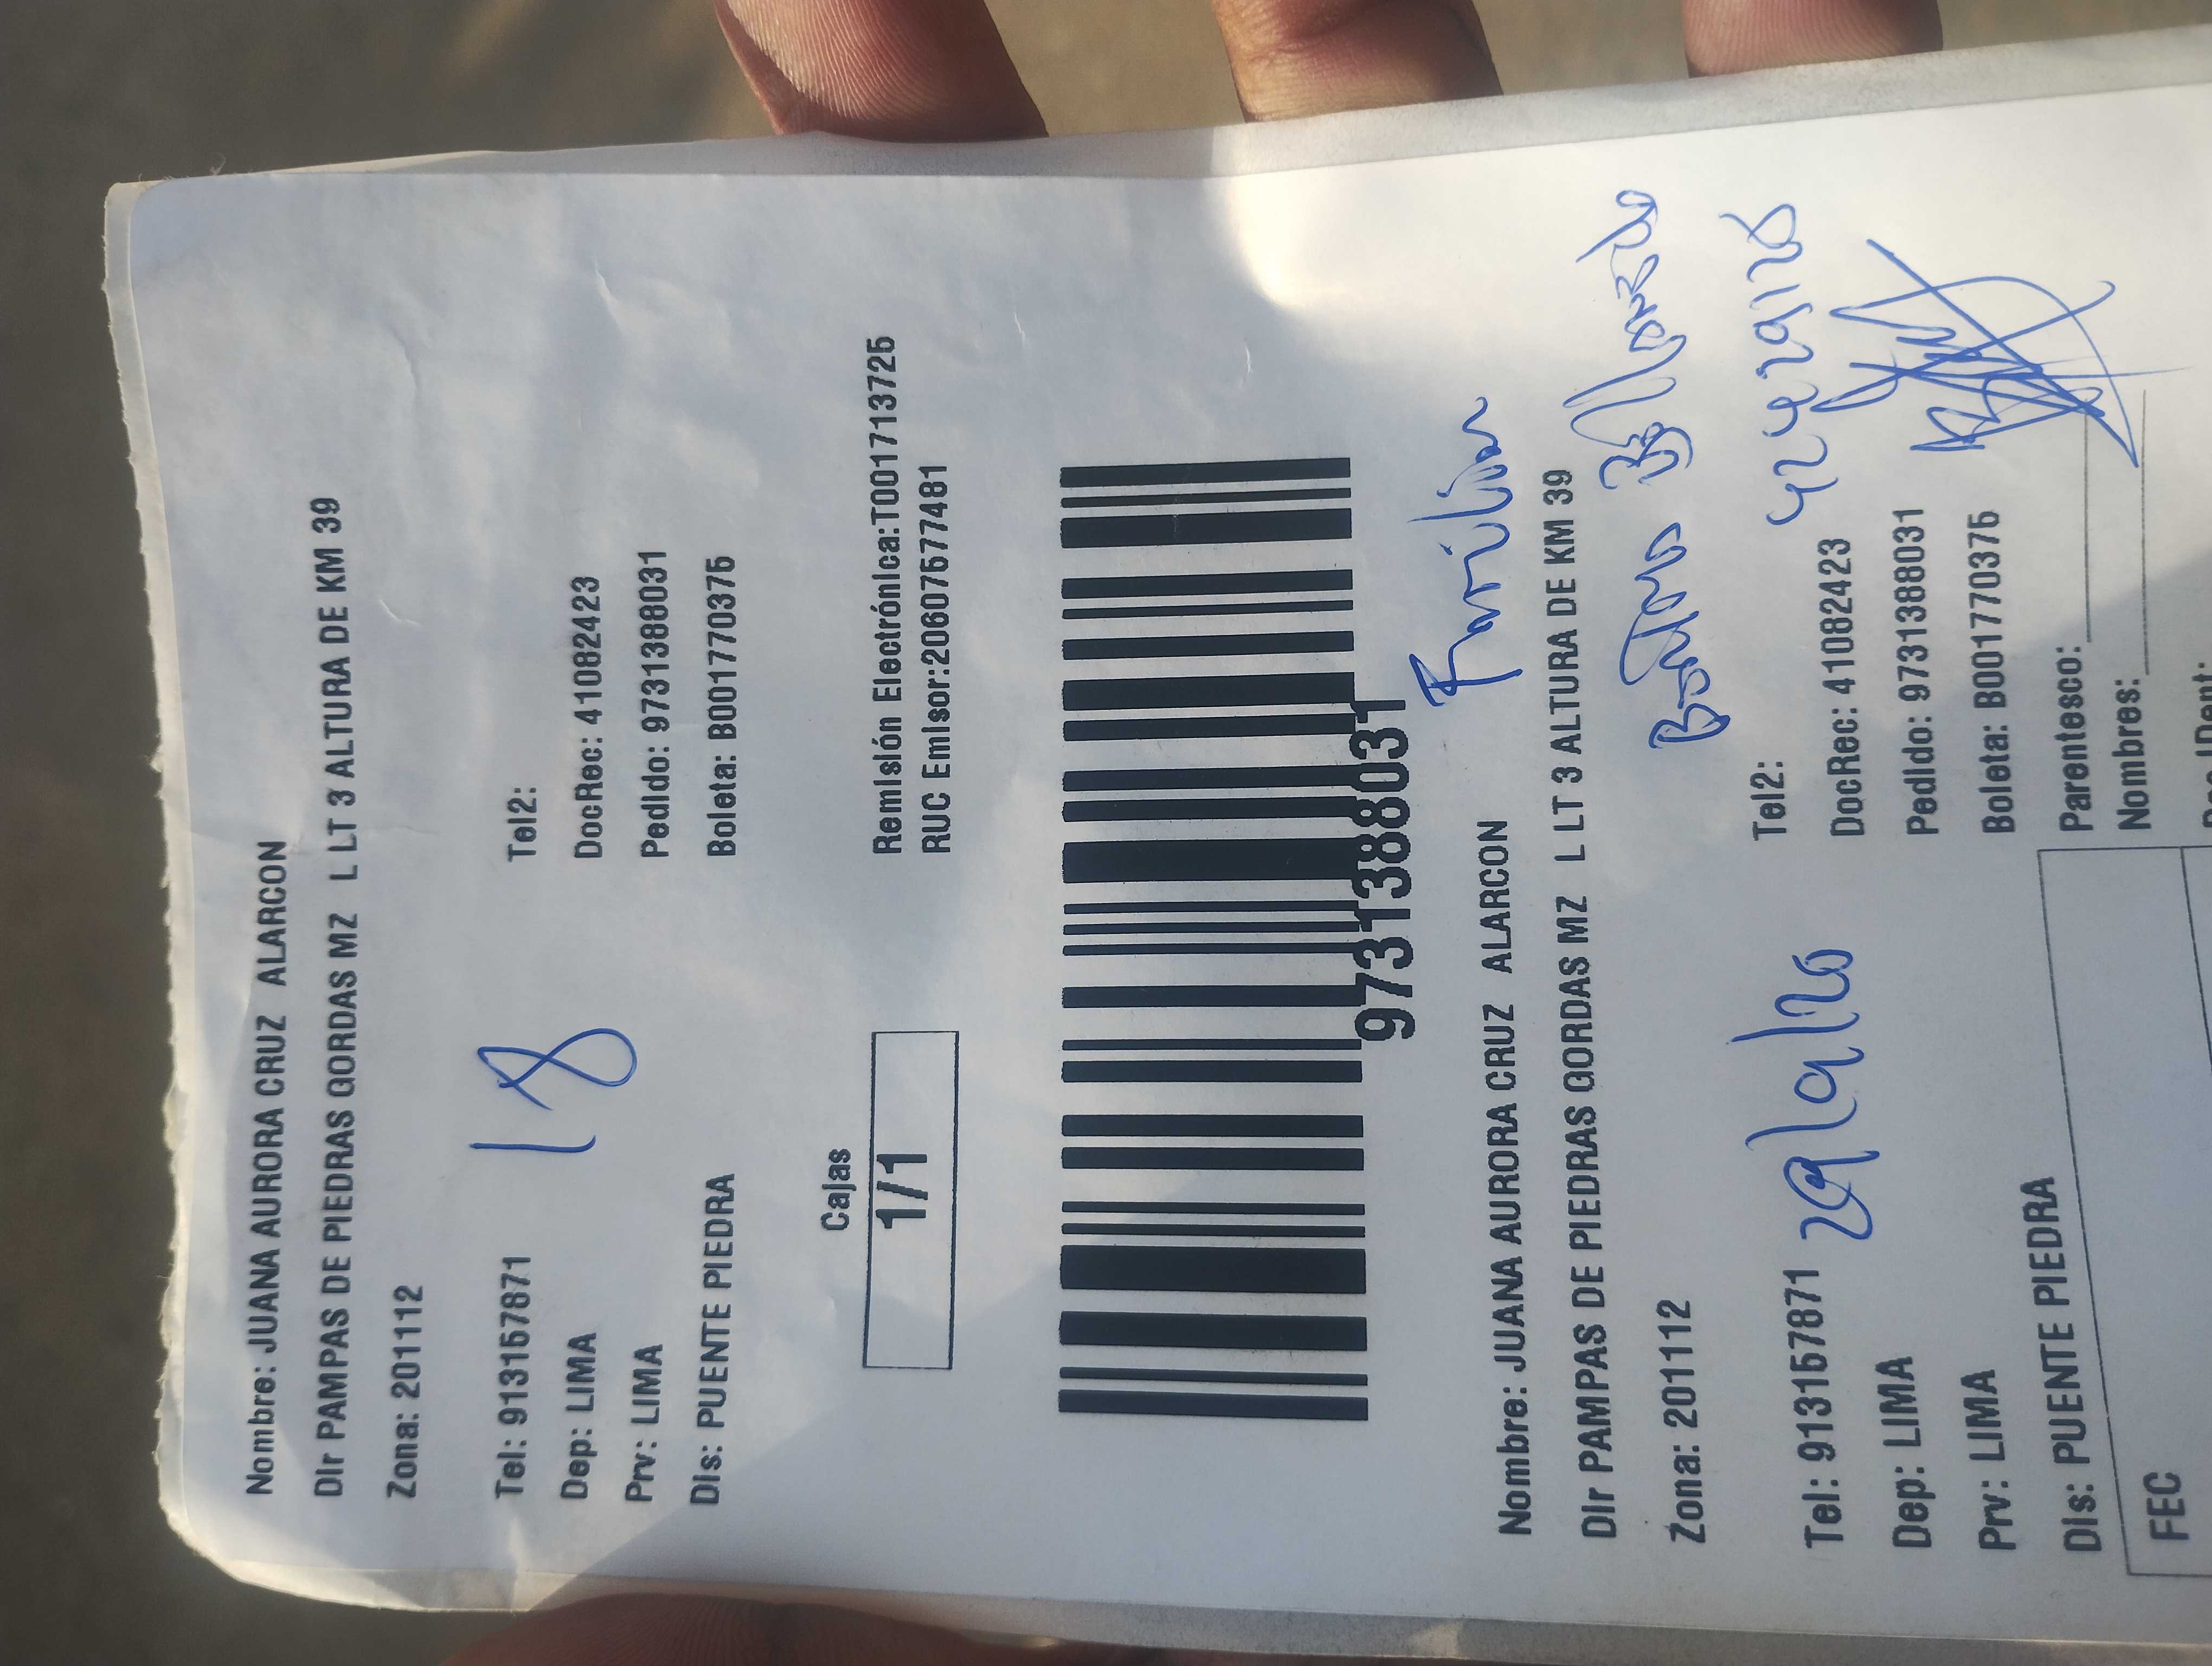 Nombre: JUANA AURORA CRUZ ALARCON
Dir PAMPAS DE PIEDRAS GORDAS MZ L LT 3 ALTURA DE KM 39
Zona: 201112
18
Tel: 913157871 Tel2:
Dep: LIMA DocRec: 41082423
Prv: LIMA Pedido: 973138803​1
Dis: PUENTE PIEDRA Boleta: B001770375
Cajas
1/1
Remisión Electrónica:T001713725
RUC Emisor:20607577481
9731388031
Familiar
Nombre: JUANA AURORA CRUZ ALARCON
Dir PAMPAS DE PIEDRAS GORDAS MZ L LT 3 ALTURA DE KM 39
Zona: 201112
Tel: 913157871 Tel2:
Dep: LIMA DocRec: 41082423
Prv: LIMA Pedido: 9731388031
Dis: PUENTE PIEDRA Boleta: B001770375
Parentesco:
Nombres:
FEC